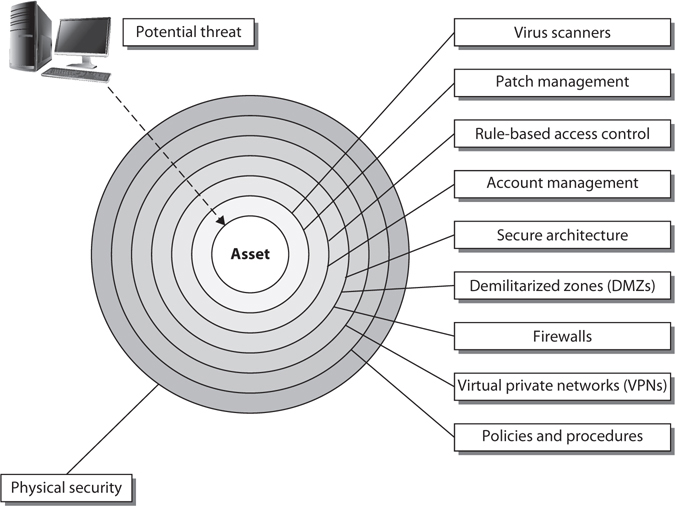 Potential threat
Virus scanners
Patch management
Rule-based access control
Account management
Asset
Secure architecture
Demilitarized zones (DMZs)
Firewalls
Virtual private networks (VPNs)
Policies and procedures
Physical security